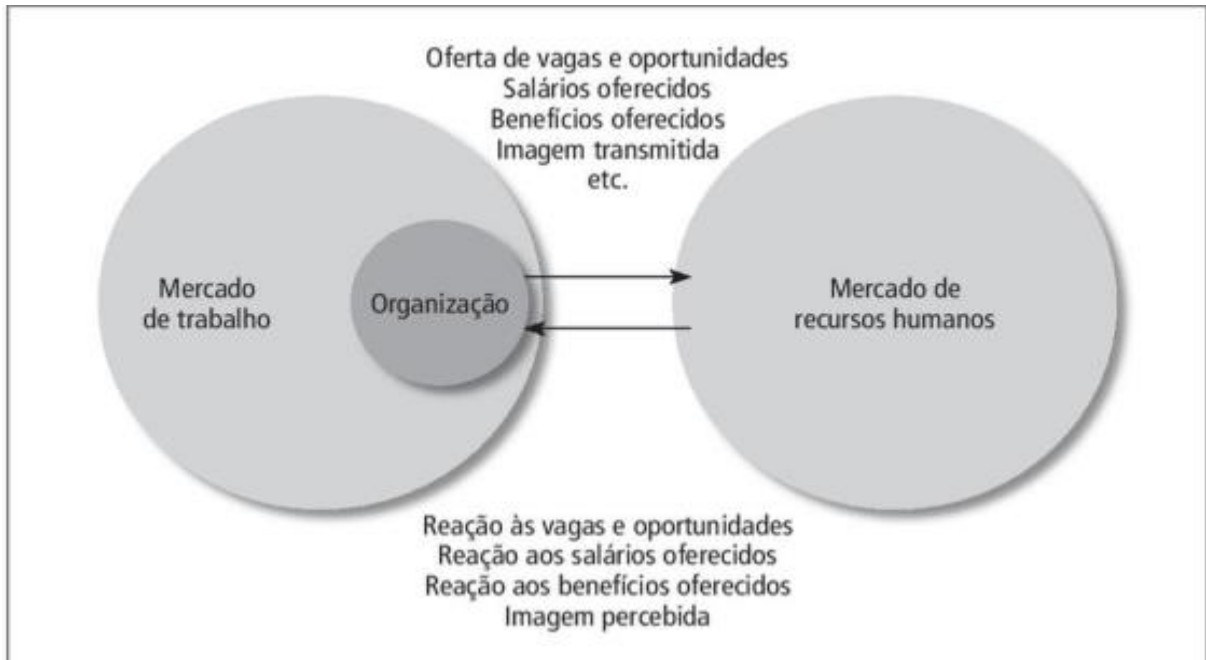 Oferta de vagas e oportunidades
Salários oferecidos
Benefícios oferecidos
Imagem transmitida
etc.
Mercado
de trabalho
Organização
Mercado de
recursos humanos
Reação às vagas e oportunidades
Reação aos salários oferecidos
Reação aos benefícios oferecidos
Imagem percebida